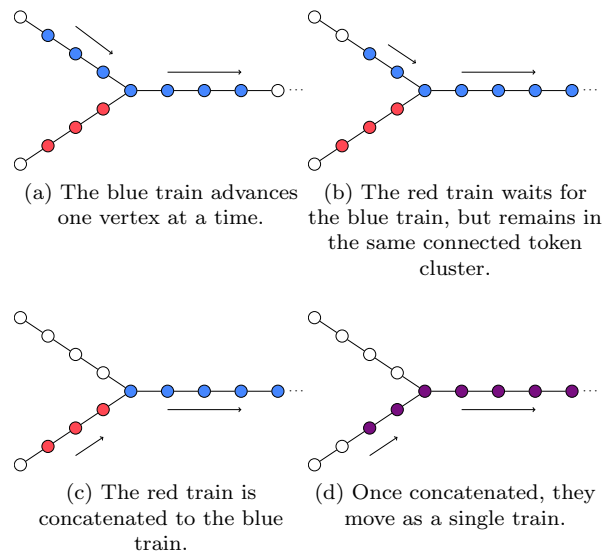 (a) The blue train advances
one vertex at a time.
(b) The red train waits for
the blue train, but remains in
the same connected token
cluster.
(c) The red train is
concatenated to the blue
train.
(d) Once concatenated, they
move as a single train.